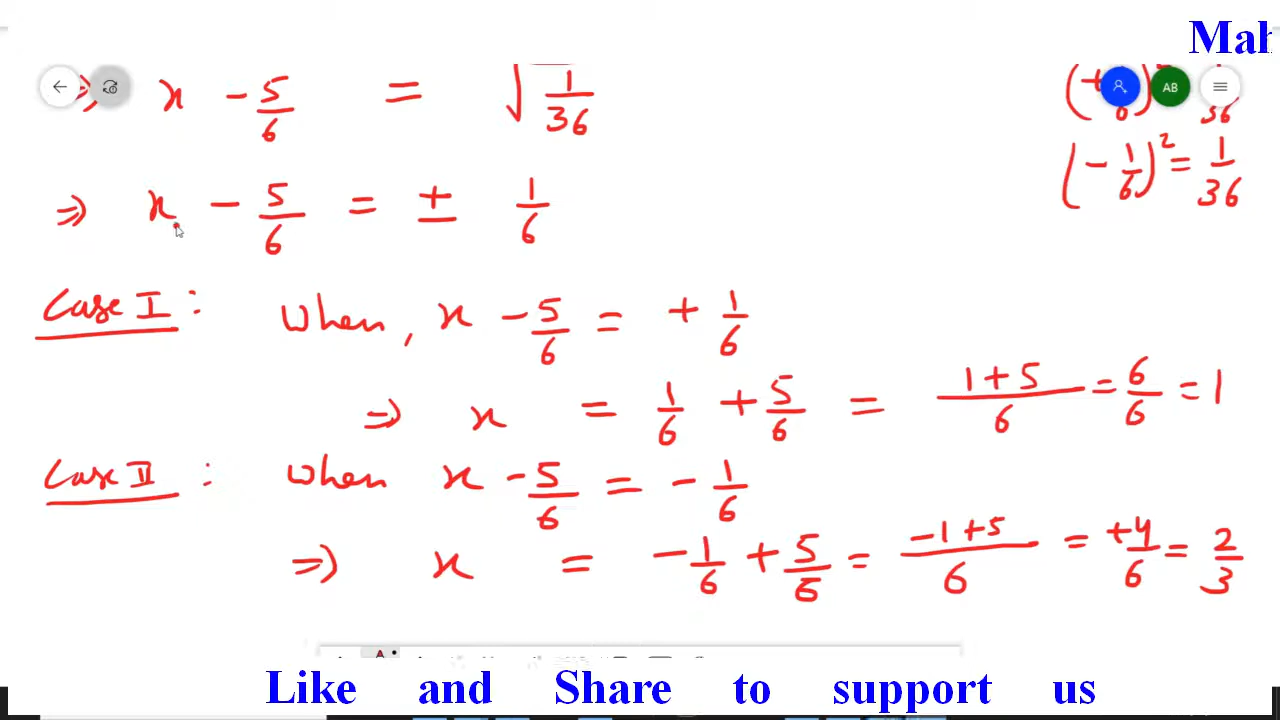 Mah
⇒ x - 5/6 = √(1/36)
AB
(-1/6)² = 1/36
⇒ x - 5/6 = ± 1/6
Case I : When, x - 5/6 = + 1/6
⇒ x = 1/6 + 5/6 = (1+5)/6 = 6/6 = 1
Case II : When x - 5/6 = - 1/6
⇒ x = - 1/6 + 5/6 = (-1+5)/6 = +4/6 = 2/3
Like and Share to support us